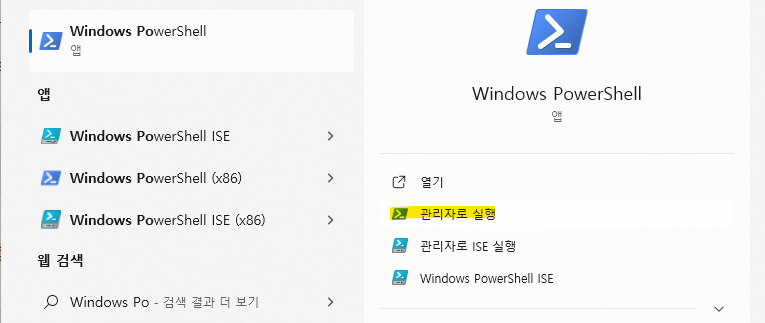 Windows PowerShell
앱
앱
Windows PowerShell ISE
Windows PowerShell (x86)
Windows PowerShell ISE (x86)
웹 검색
Windows Po - 검색 결과 더 보기
Windows PowerShell
앱
열기
관리자로 실행
관리자로 ISE 실행
Windows PowerShell ISE